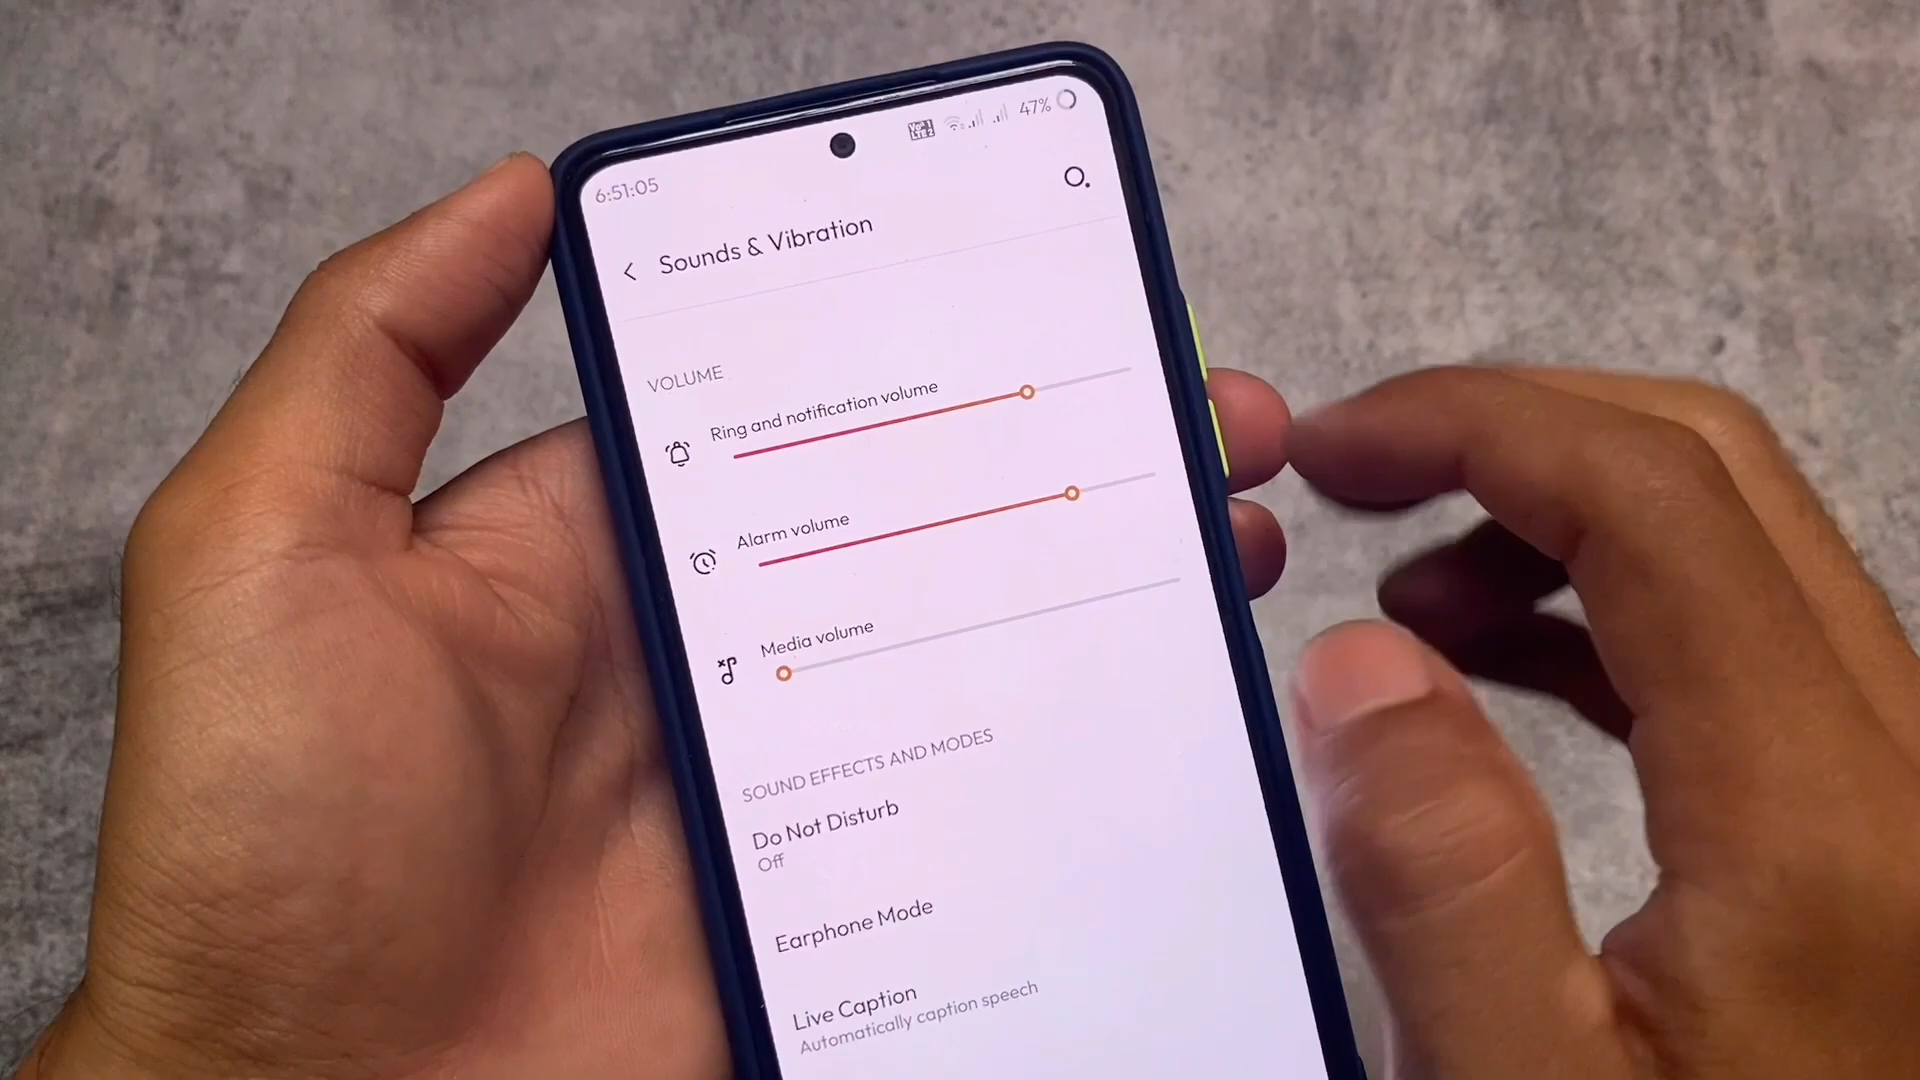 47%
6:51:05
Sounds & Vibration
VOLUME
Ring and notification volume
Alarm volume
Media volume
SOUND EFFECTS AND MODES
Do Not Disturb
Off
Earphone Mode
Live Caption
Automatically caption speech